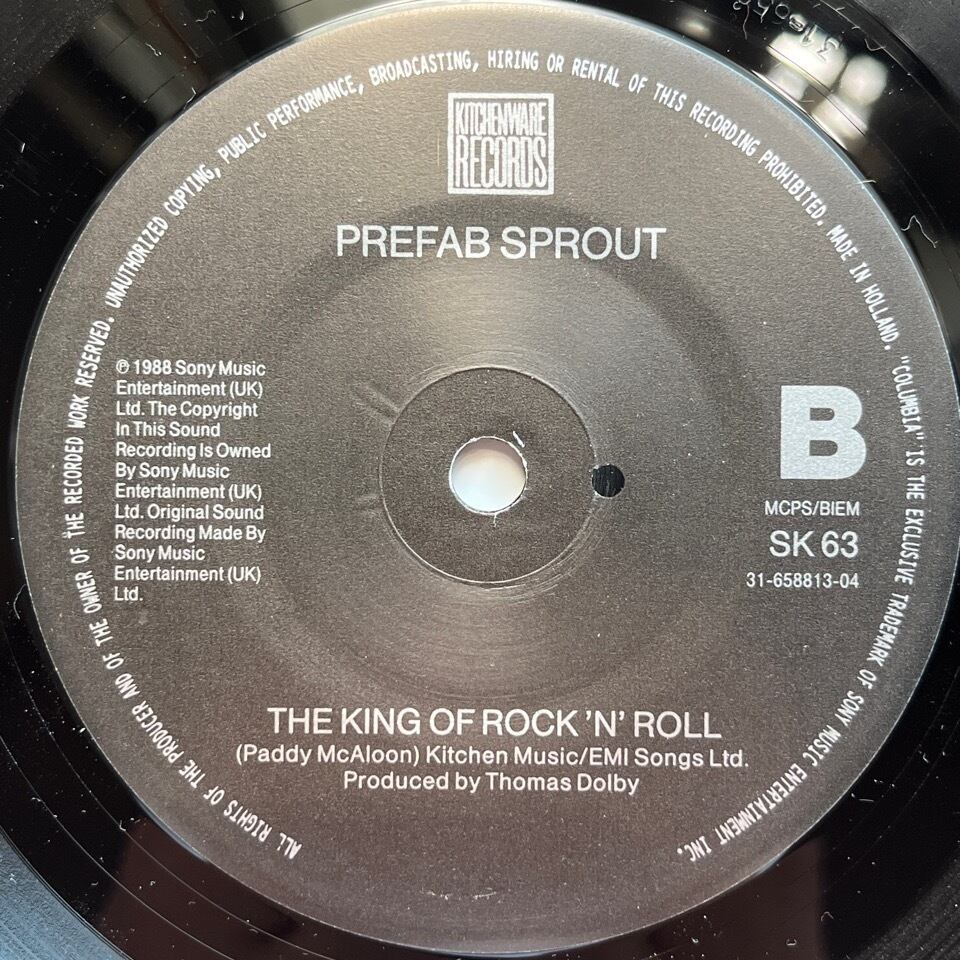 ALL RIGHTS OF THE PRODUCER AND OF THE OWNER OF THE RECORDED WORK RESERVED. UNAUTHORIZED COPYING, PUBLIC PERFORMANCE, BROADCASTING, HIRING OR RENTAL OF THIS RECORDING PROHIBITED. MADE IN HOLLAND. "COLUMBIA" IS THE EXCLUSIVE TRADEMARK OF SONY MUSIC ENTERTAINMENT INC.
KITCHENWARE
RECORDS
PREFAB SPROUT
℗ 1988 Sony Music
Entertainment (UK)
Ltd. The Copyright
In This Sound
Recording Is Owned
By Sony Music
Entertainment (UK)
Ltd. Original Sound
Recording Made By
Sony Music
Entertainment (UK)
Ltd.
B
MCPS/BIEM
SK 63
31-658813-04
THE KING OF ROCK 'N' ROLL
(Paddy McAloon) Kitchen Music/EMI Songs Ltd.
Produced by Thomas Dolby